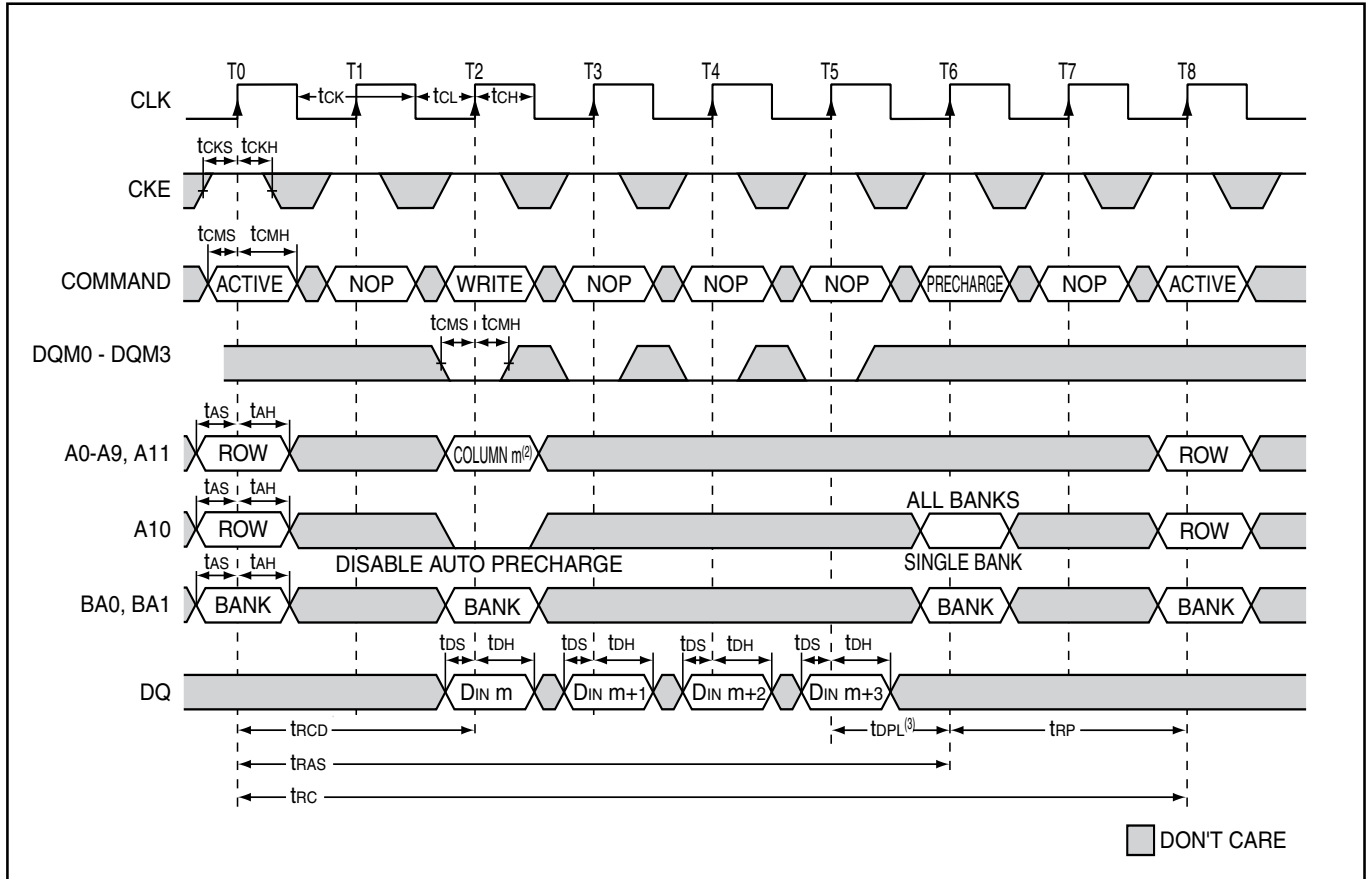 T0 T1 T2 T3 T4 T5 T6 T7 T8
CLK tCK tCL tCH
tCKS tCKH
CKE
tCMS tCMH
COMMAND ACTIVE NOP WRITE NOP NOP NOP PRECHARGE NOP ACTIVE
tCMS tCMH
DQM0 - DQM3
tAS tAH
A0-A9, A11 ROW COLUMN m(2) ROW
tAS tAH ALL BANKS
A10 ROW ROW
tAS tAH DISABLE AUTO PRECHARGE SINGLE BANK
BA0, BA1 BANK BANK BANK BANK
tDS tDH tDS tDH tDS tDH tDS tDH
DQ DIN m DIN m+1 DIN m+2 DIN m+3
tRCD tDPL(3) tRP
tRAS
tRC
DON'T CARE